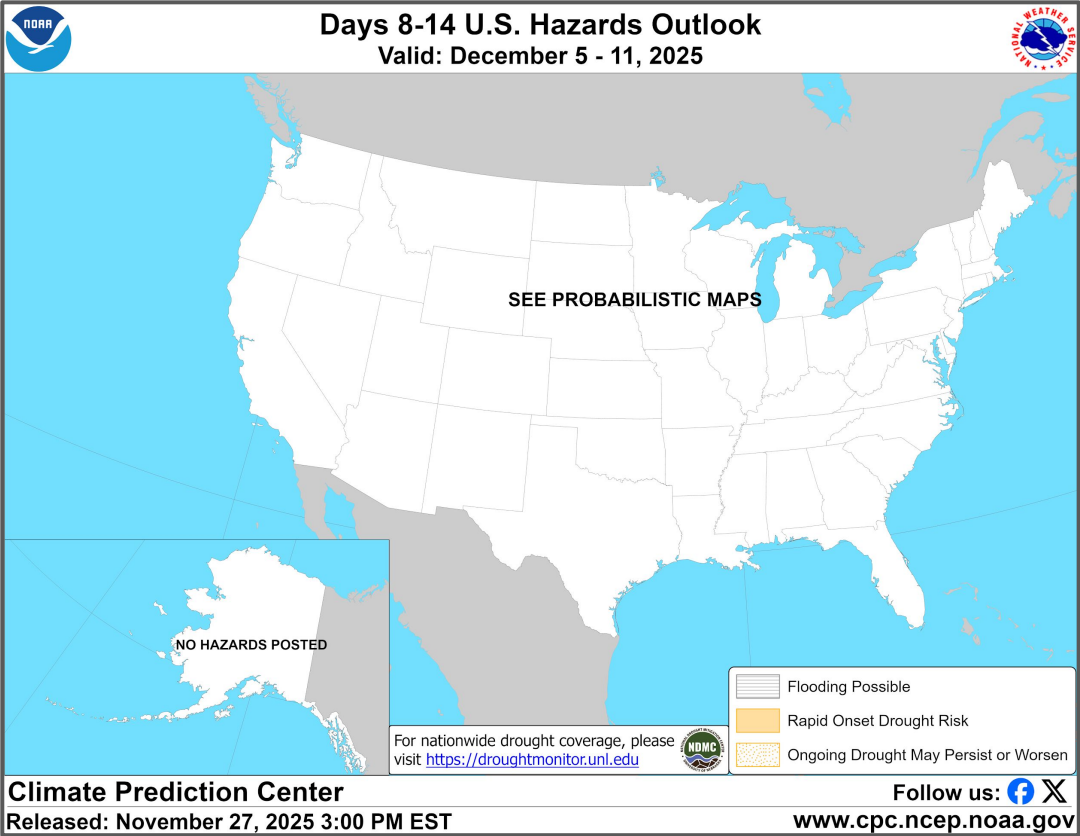 NOAA
Days 8-14 U.S. Hazards Outlook
Valid: December 5 - 11, 2025
NATIONAL WEATHER SERVICE
SEE PROBABILISTIC MAPS
NO HAZARDS POSTED
Flooding Possible
Rapid Onset Drought Risk
Ongoing Drought May Persist or Worsen
For nationwide drought coverage, please
visit https://droughtmonitor.unl.edu
NDMC
Climate Prediction Center
Follow us:
Released: November 27, 2025 3:00 PM EST
www.cpc.ncep.noaa.gov